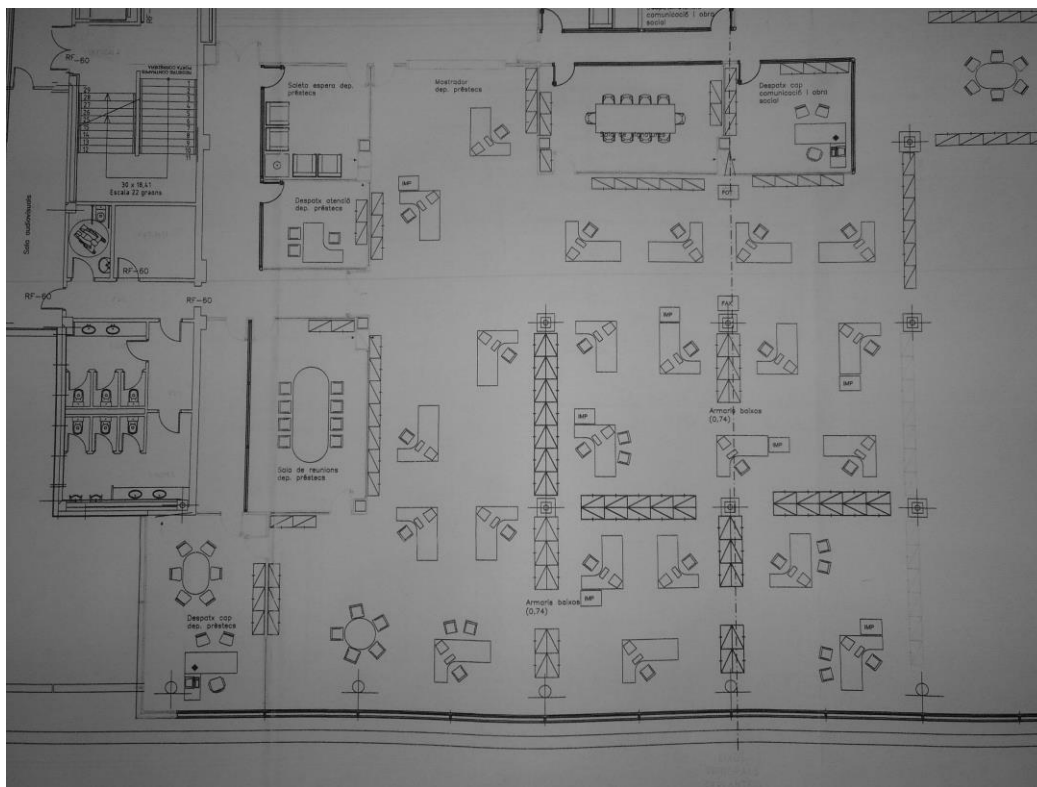 comunicació i obra
social
RF-60
RF-60
Saleta espera dep.
préstecs
Mostrador
dep. préstecs
Despatx cap
comunicació i obra
social
30 x 18,41
Escala 22 graons
Sala audiovisuals
IMP
Despatx atenció
dep. préstecs
POT
RF-60
RF-60
RF-60
FAX
IMP
IMP
IMP
Armaris baixos
(0,74)
IMP
IMP
Sala de reunions
dep. préstecs
Armaris baixos
(0,74)
IMP
Despatx cap
dep. préstecs
IMP